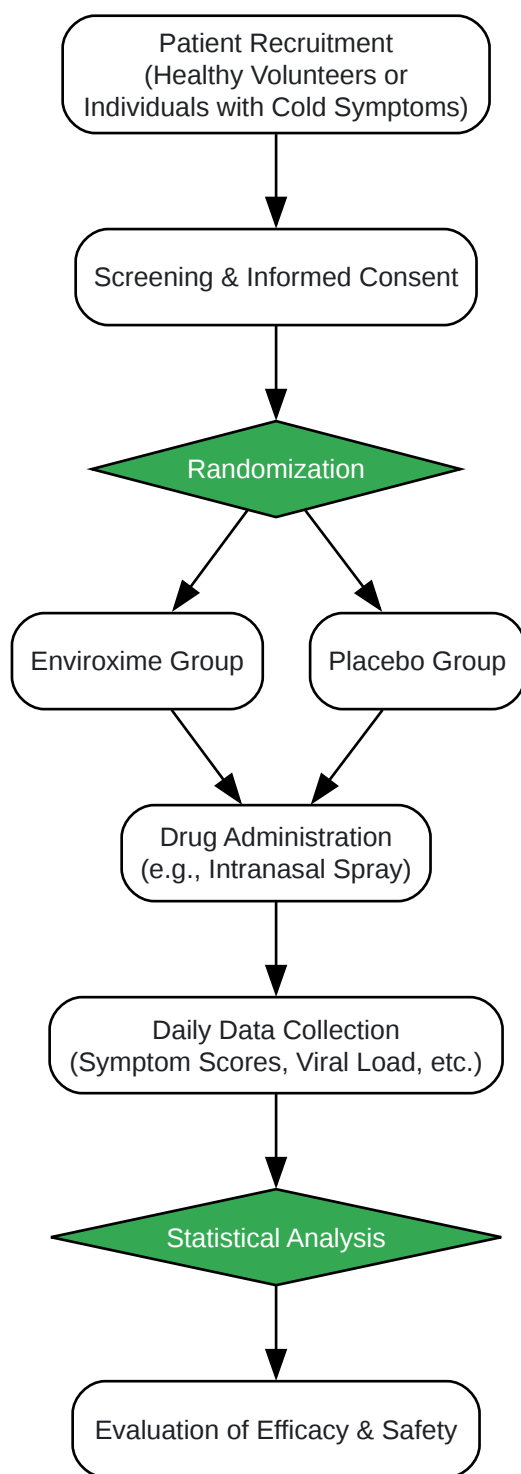 Patient Recruitment
(Healthy Volunteers or
Individuals with Cold Symptoms)
Screening & Informed Consent
Randomization
Enviroxime Group
Placebo Group
Drug Administration
(e.g., Intranasal Spray)
Daily Data Collection
(Symptom Scores, Viral Load, etc.)
Statistical Analysis
Evaluation of Efficacy & Safety